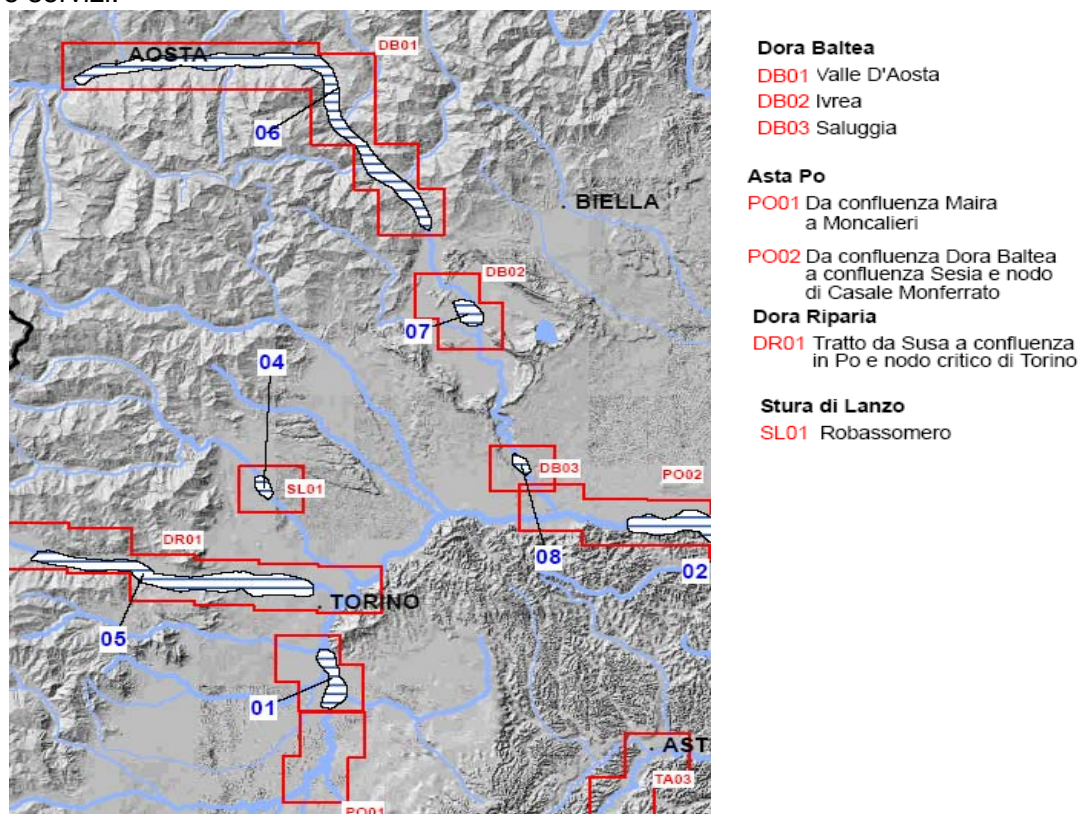 e servizi.
AOSTA
DB01
06
BIELLA
DB02
07
04
SL01
DB03
PO02
DR01
08
02
TORINO
05
01
AST
TA03
PO01
Dora Baltea
DB01 Valle D'Aosta
DB02 Ivrea
DB03 Saluggia
Asta Po
PO01 Da confluenza Maira
a Moncalieri
PO02 Da confluenza Dora Baltea
a confluenza Sesia e nodo
di Casale Monferrato
Dora Riparia
DR01 Tratto da Susa a confluenza
in Po e nodo critico di Torino
Stura di Lanzo
SL01 Robassomero